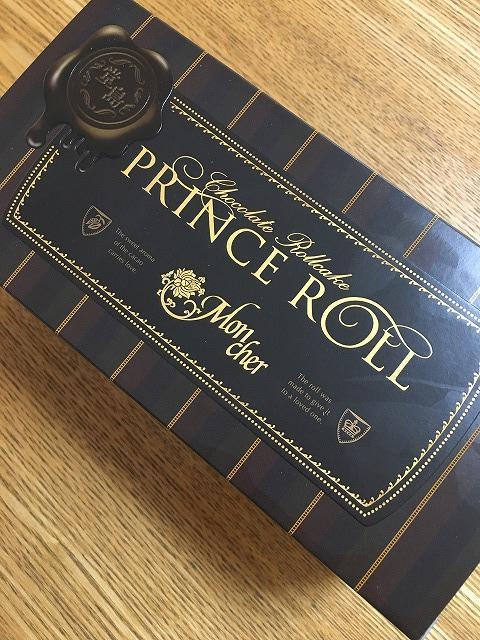 堂島
Chocolate Rollcake
PRINCE ROLL
The sweet aroma
of the cacao
carries love.
Mon
cher
The roll was
made to give it
to a loved one.